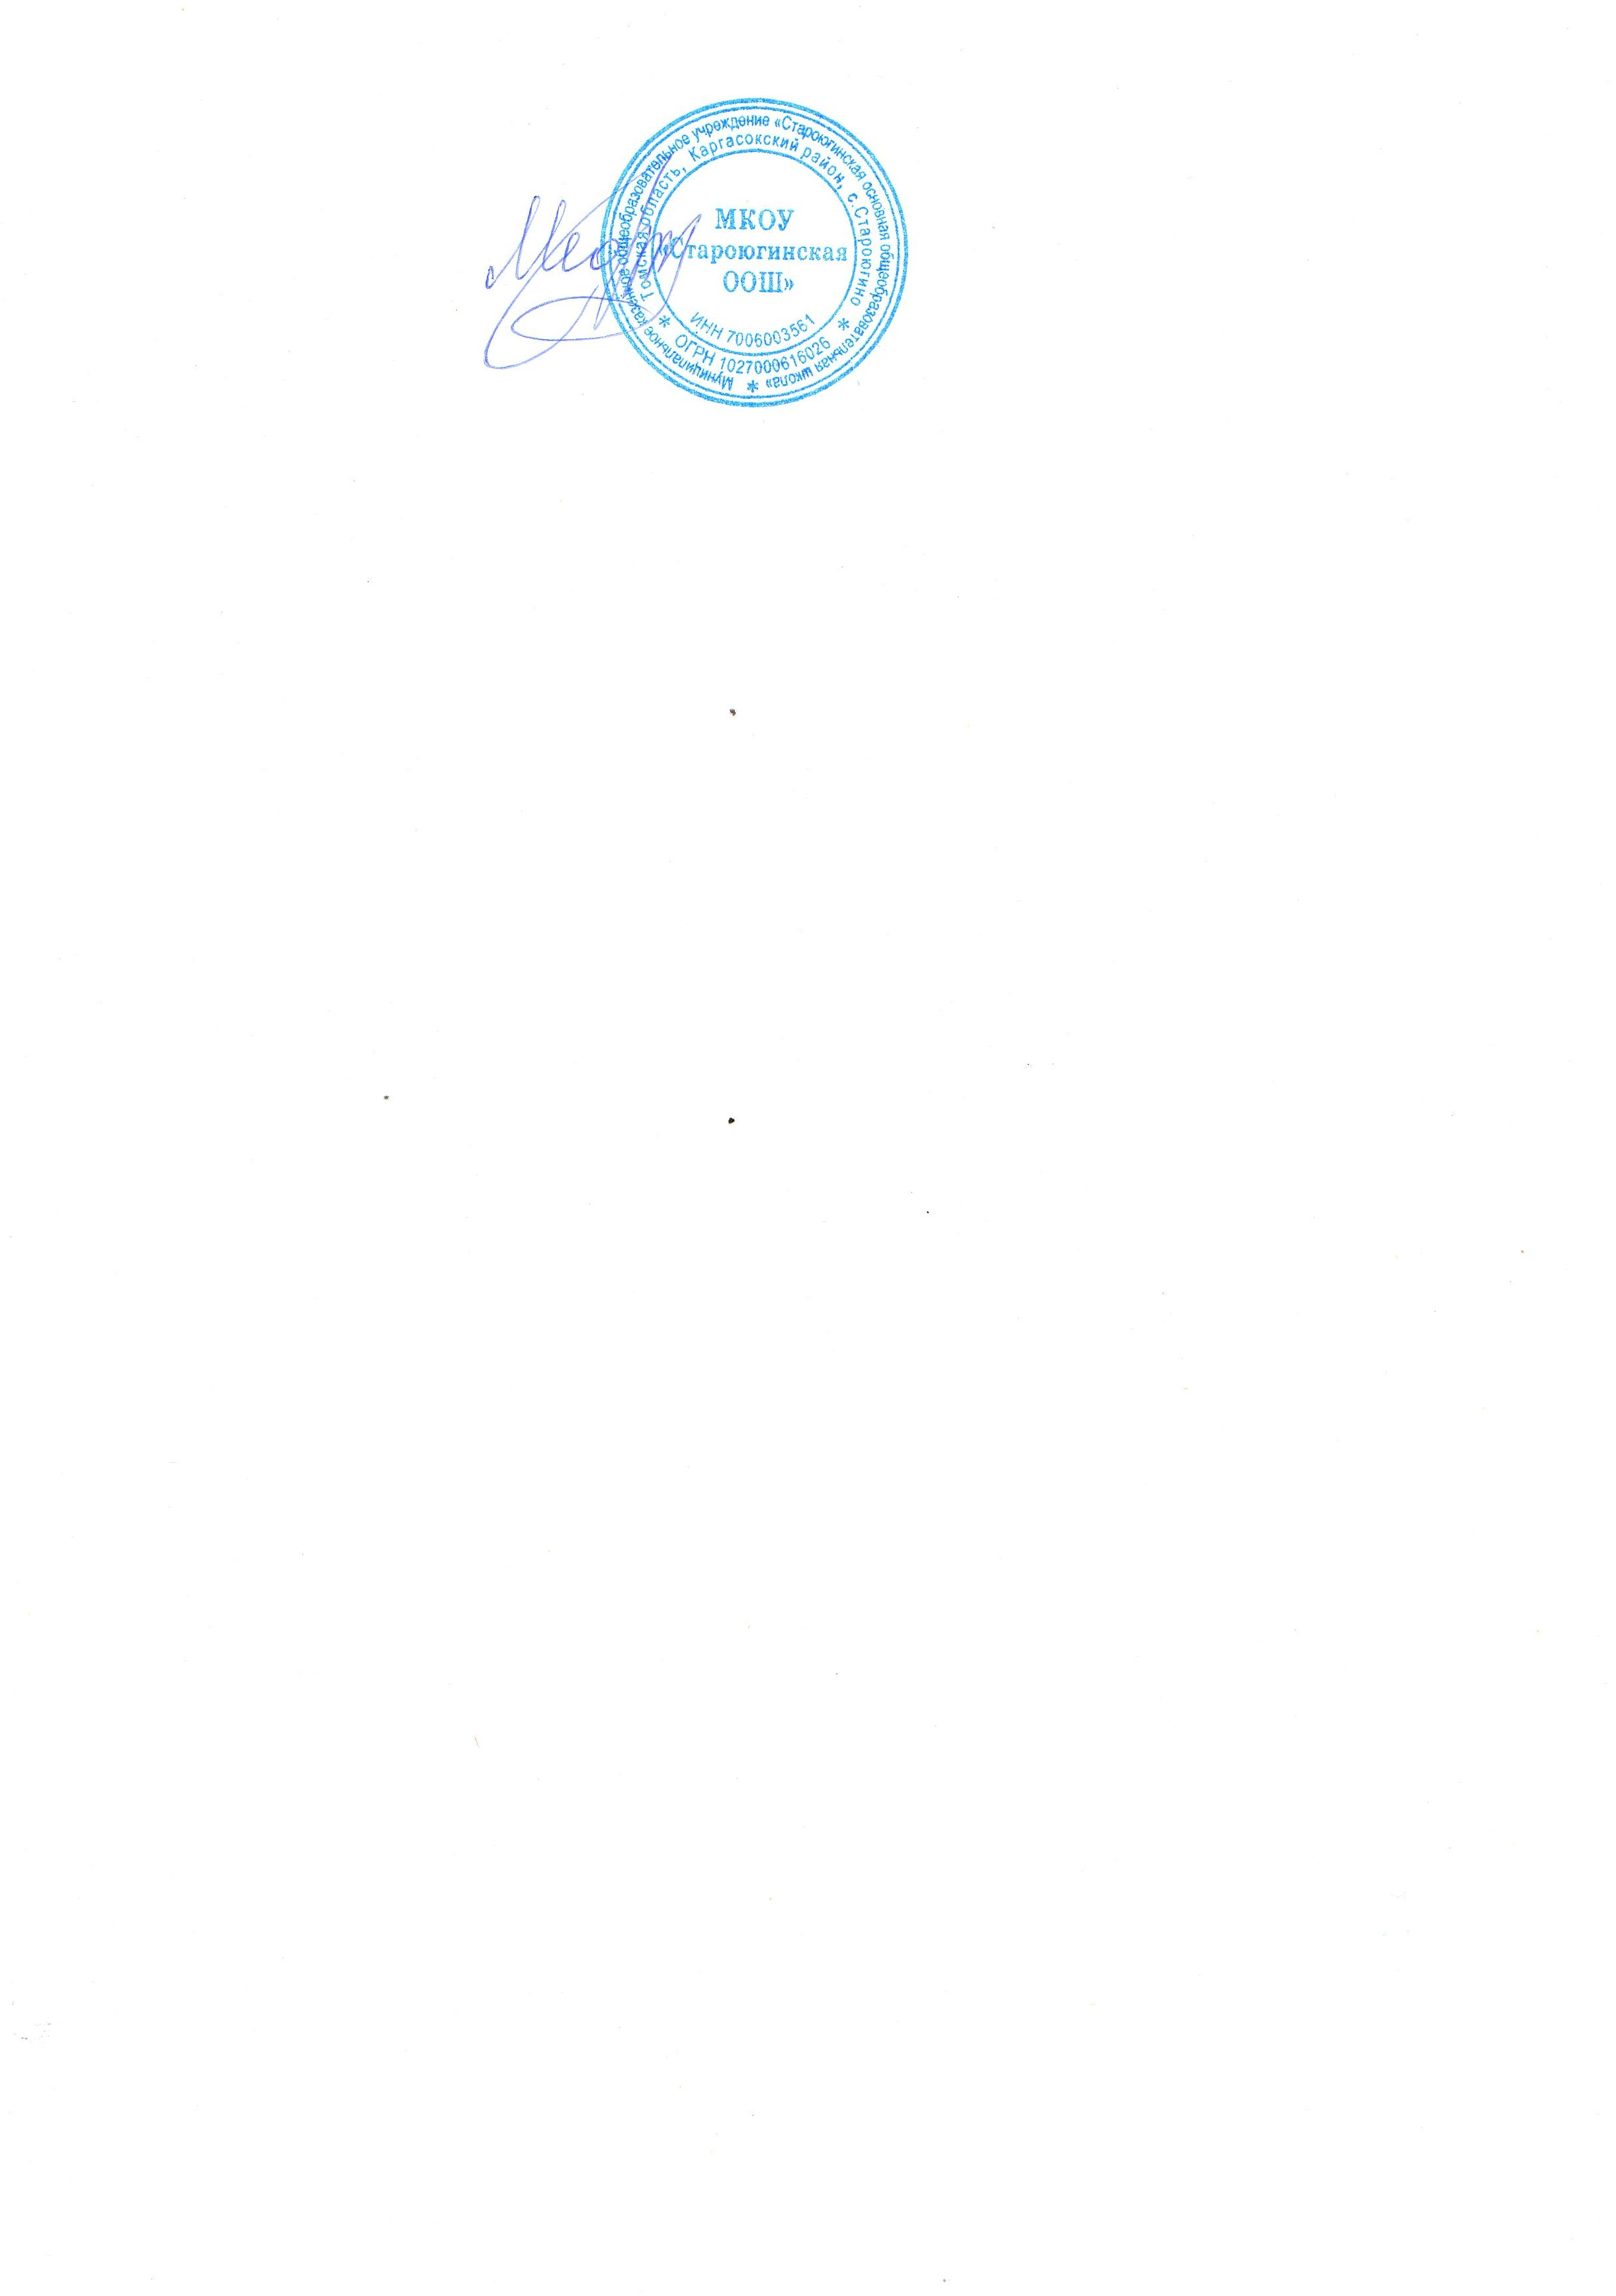 Муниципальное казённое общеобразовательное учреждение «Староюгинская основная общеобразовательная школа»
Томская область, Каргасокский район, с. Староюгино
МКОУ
«Староюгинская
ООШ»
ИНН 7006003561
ОГРН 1027000616026